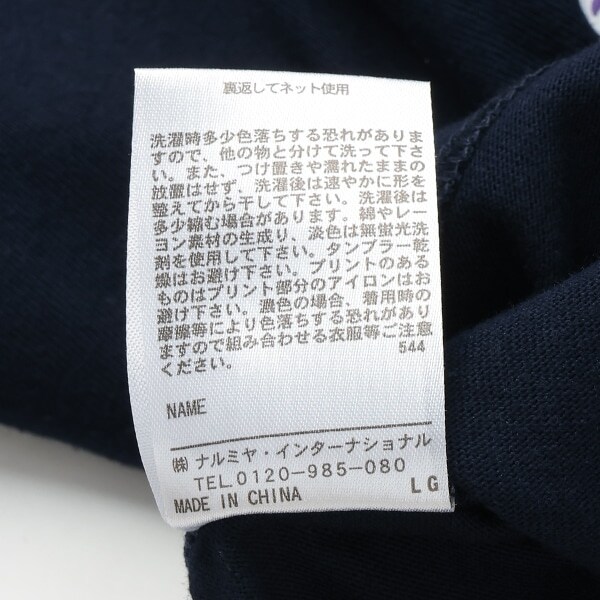 裏返してネット使用
洗濯時多少色落ちする恐れがありま
すので、他の物と分けて洗って下さ
い。また、つけ置きや濡れたままの
放置はせず、洗濯後は速やかに形を
整えてから干して下さい。洗濯後は
多少縮む場合があります。綿やレー
ヨン素材の生成り、淡色は無蛍光洗
剤を使用して下さい。タンブラー乾
燥はお避け下さい。プリントのある
ものはプリント部分のアイロンはお
避け下さい。濃色の場合、着用時の
摩擦等により色落ちする恐れがあり
ますので組み合わせる衣服等ご注意
ください。 544
NAME
㈱ ナルミヤ・インターナショナル
TEL.0120-985-080
MADE IN CHINA LG